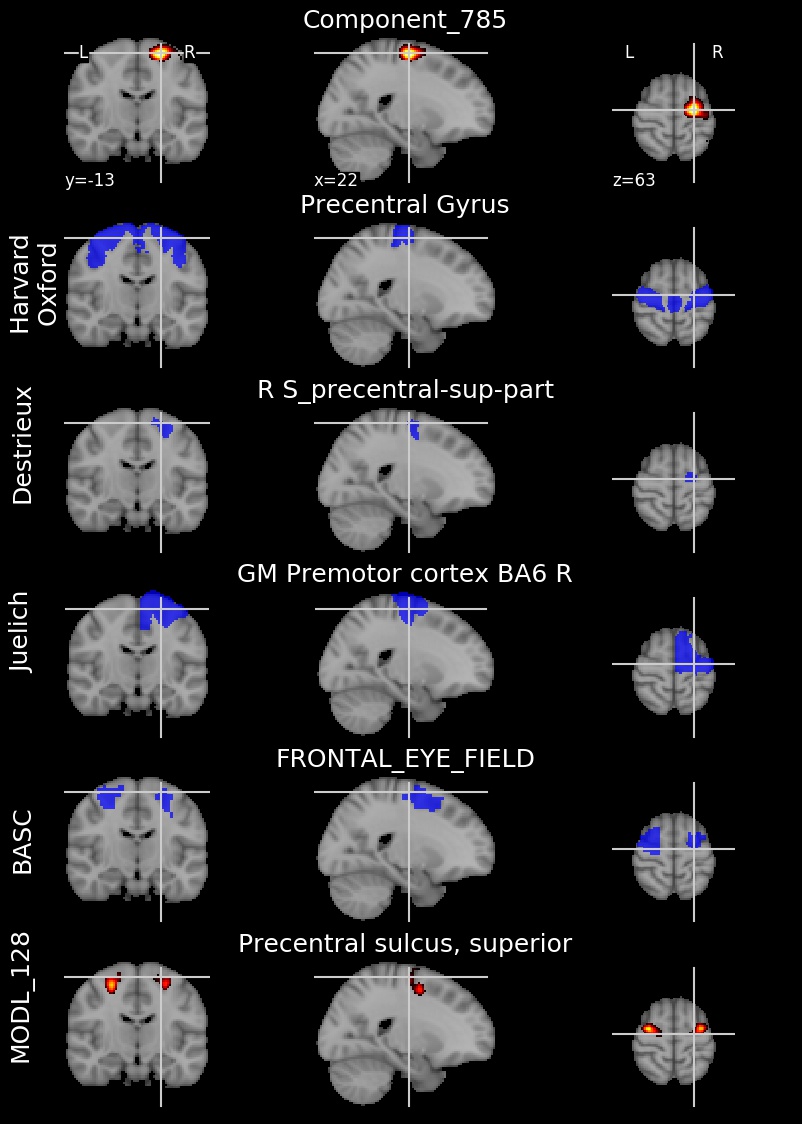 Component_785
L R
L R
y=-13 x=22 z=63
Precentral Gyrus
Harvard
Oxford
R S_precentral-sup-part
Destrieux
GM Premotor cortex BA6 R
Juelich
FRONTAL_EYE_FIELD
BASC
Precentral sulcus, superior
MODL_128